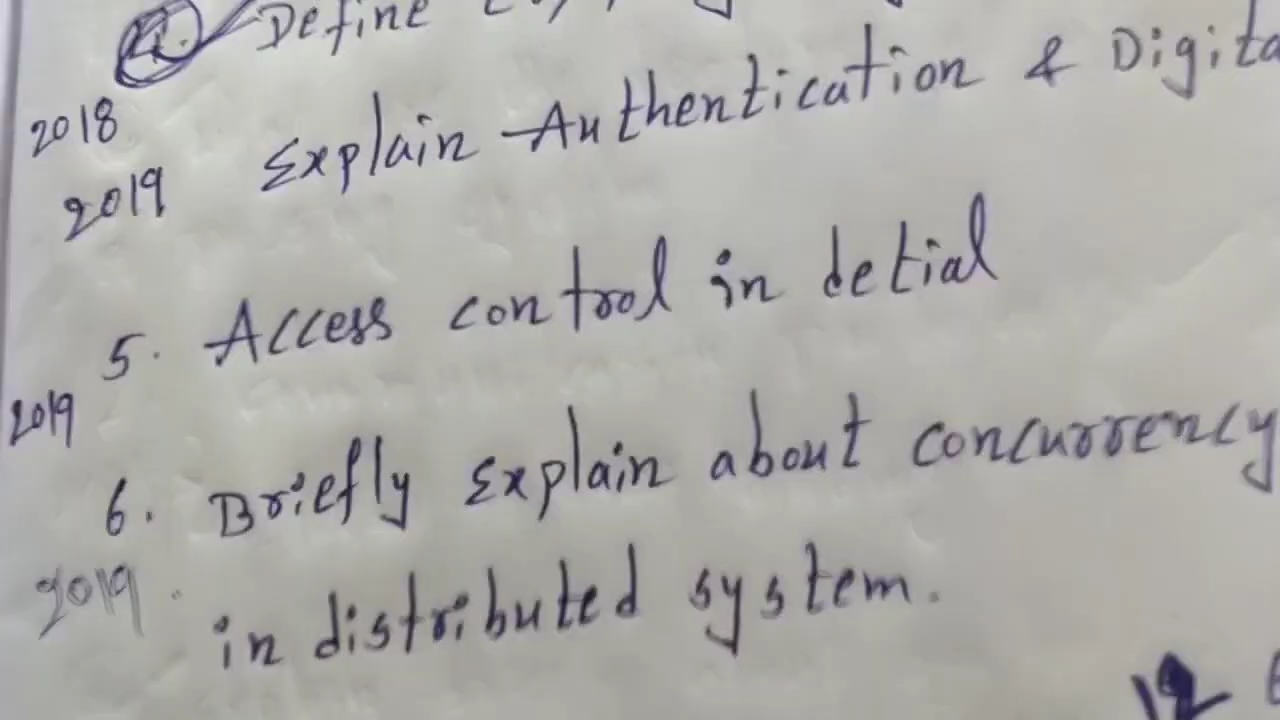 Define
2018
Explain Authentication & Digita
2019
5. Access control in detial
2019
6. Briefly Explain about concurrency
2019.
in distributed system.
12